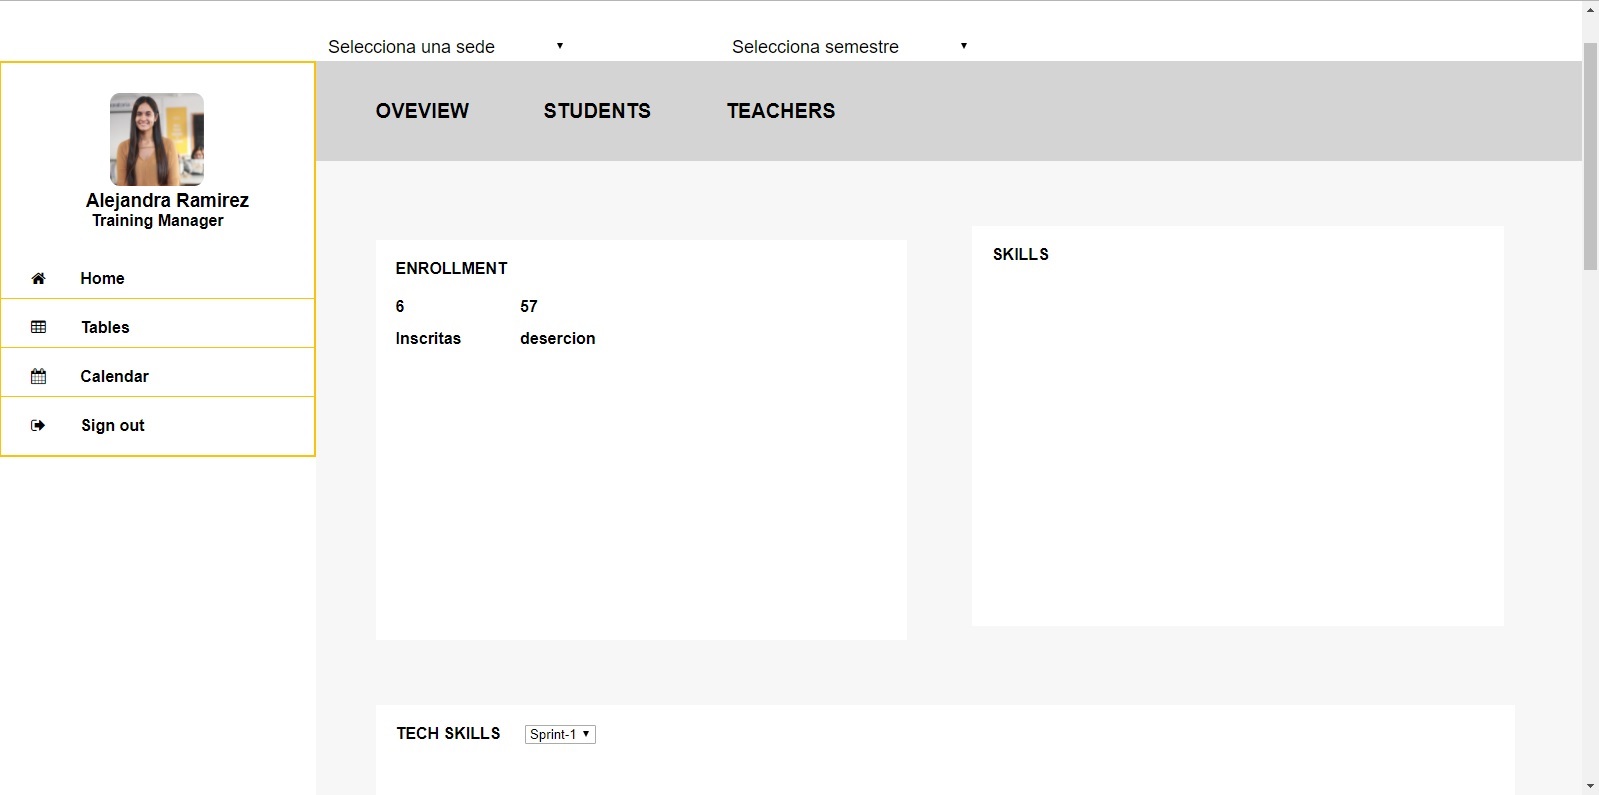 Selecciona una sede
Selecciona semestre
OVEVIEW
STUDENTS
TEACHERS
Alejandra Ramirez
Training Manager
Home
Tables
Calendar
Sign out
ENROLLMENT
6
57
Inscritas
desercion
SKILLS
TECH SKILLS
Sprint-1